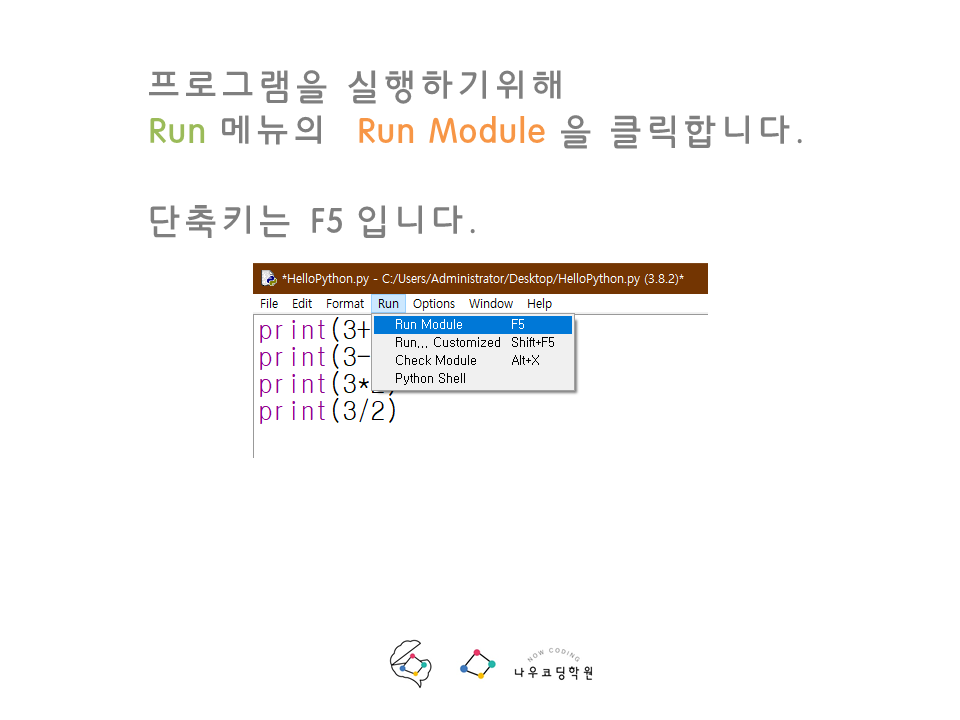 프로그램을 실행하기위해
Run 메뉴의 Run Module 을 클릭합니다.
단축키는 F5 입니다.
*HelloPython.py - C:/Users/Administrator/Desktop/HelloPython.py (3.8.2)*
File Edit Format Run Options Window Help
print(3+
Run Module F5
print(3-
Run... Customized Shift+F5
Check Module Alt+X
print(3*
Python Shell
print(3/2)
NOW CODING
나우코딩학원